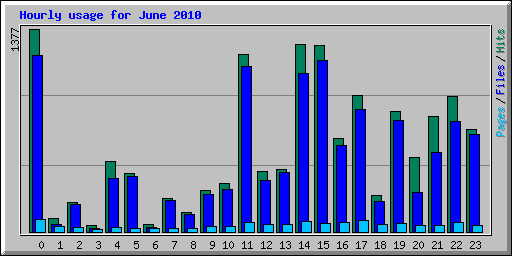 Hourly usage for June 2010
1377
Pages / Files / Hits
0 1 2 3 4 5 6 7 8 9 10 11 12 13 14 15 16 17 18 19 20 21 22 23